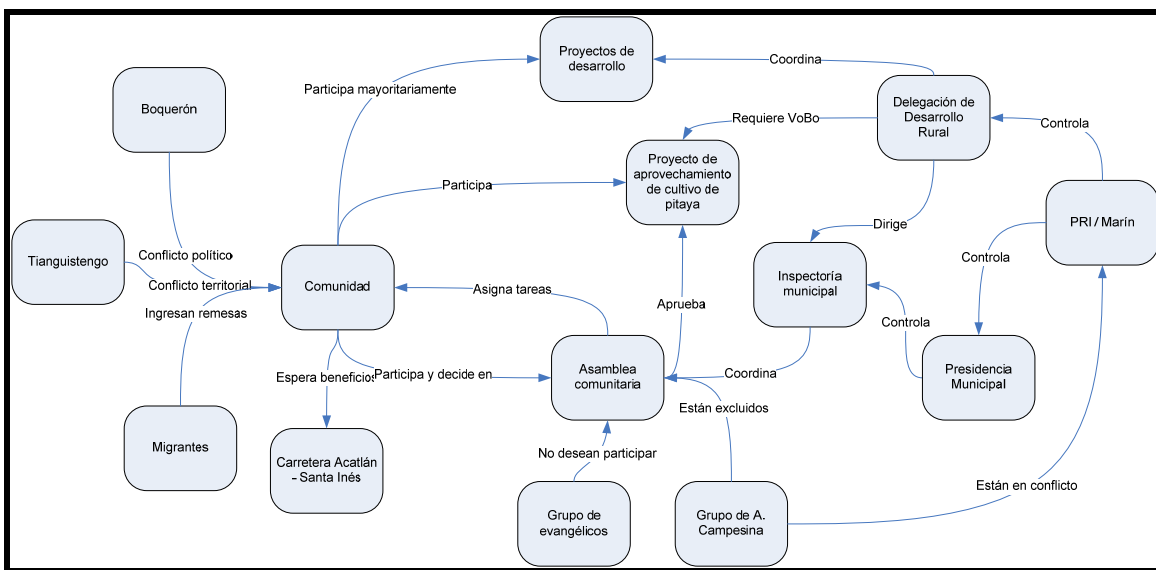 Proyectos de
desarrollo
Coordina
Participa mayoritariamente
Boquerón
Delegación de
Desarrollo
Rural
Requiere VoBo
Controla
Proyecto de
aprovechamiento
de cultivo de
pitaya
Participa
PRI / Marín
Dirige
Tianguistengo
Conflicto político
Conflicto territorial
Ingresan remesas
Comunidad
Asigna tareas
Aprueba
Inspectoría
municipal
Controla
Controla
Espera beneficios
Participa y decide en
Asamblea
comunitaria
Coordina
Presidencia
Municipal
Están excluidos
Migrantes
Carretera Acatlán
– Santa Inés
No desean participar
Están en conflicto
Grupo de
evangélicos
Grupo de A.
Campesina